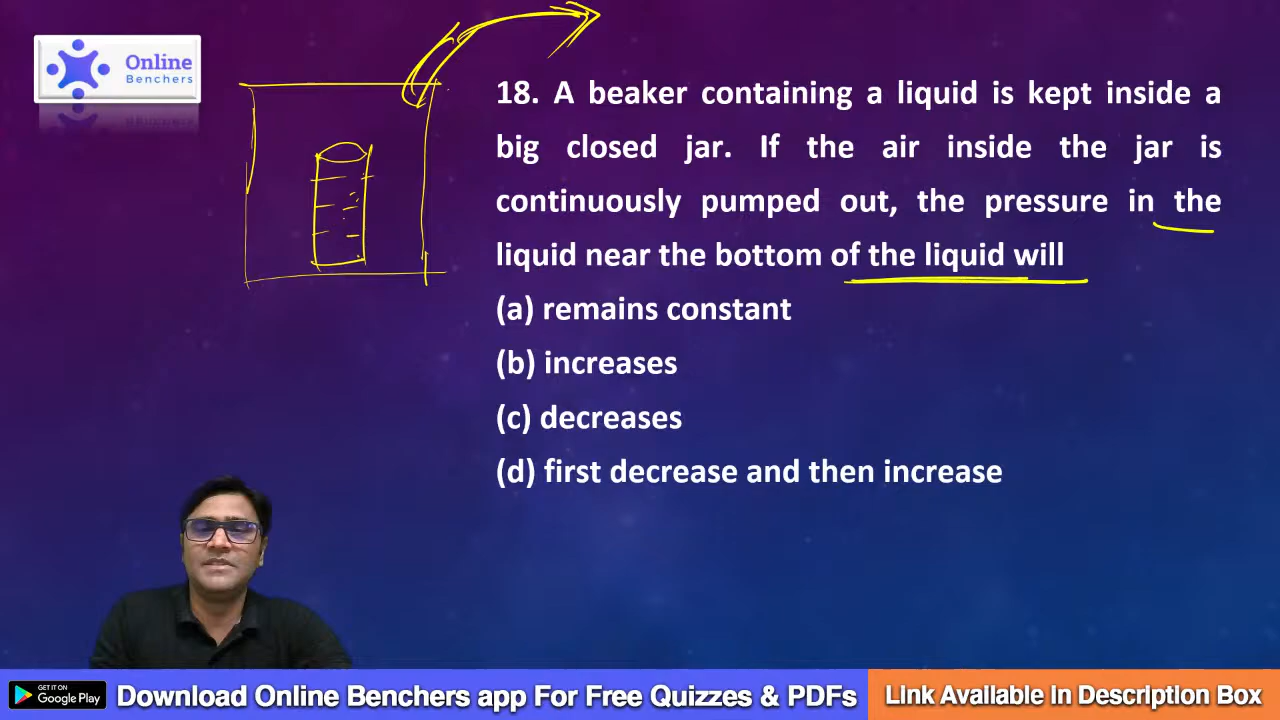 Online
Benchers
18. A beaker containing a liquid is kept inside a
big closed jar. If the air inside the jar is
continuously pumped out, the pressure in the
liquid near the bottom of the liquid will
(a) remains constant
(b) increases
(c) decreases
(d) first decrease and then increase
GET IT ON
Google Play
Download Online Benchers app For Free Quizzes & PDFs
Link Available In Description Box